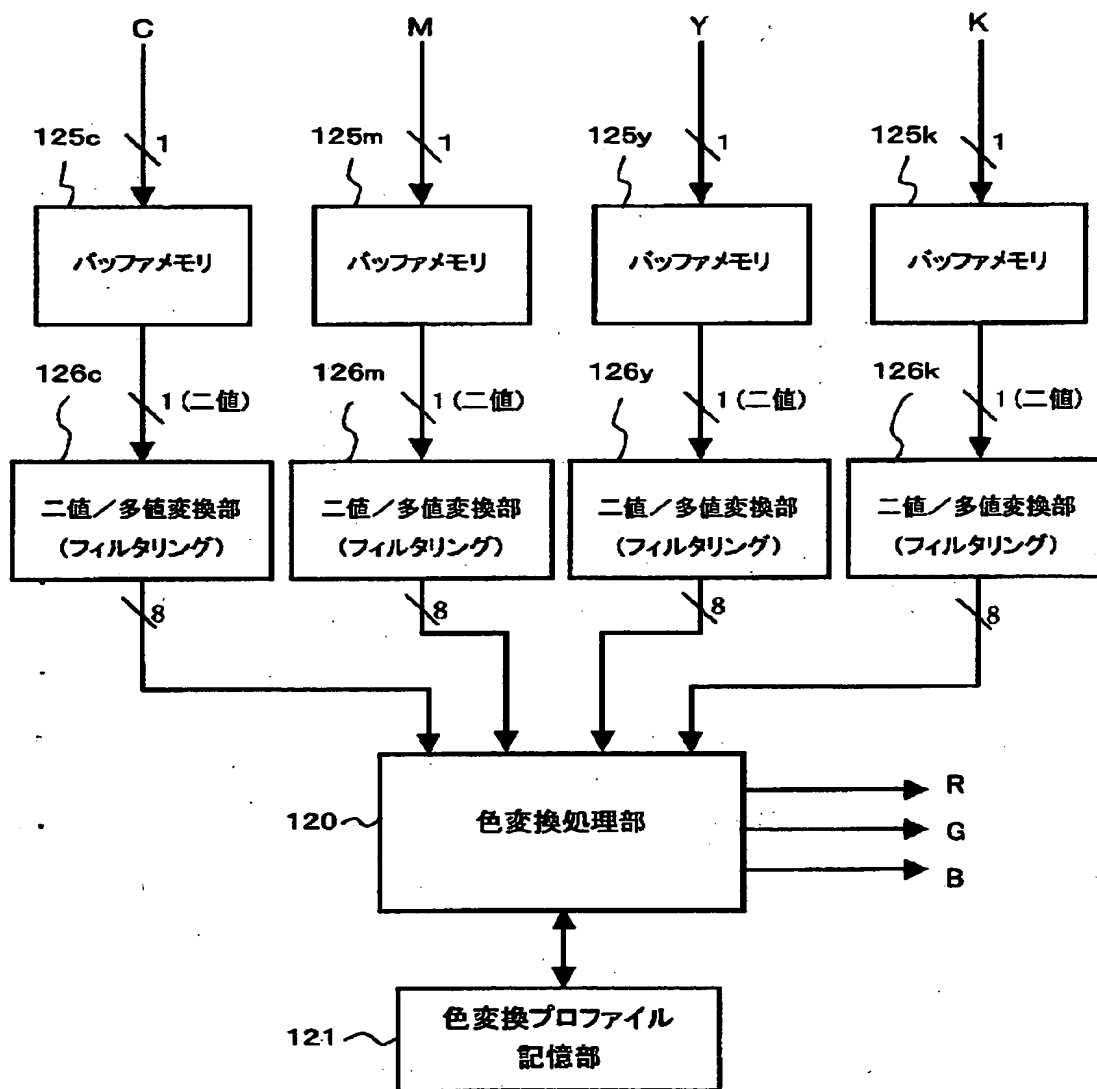 C M Y K
125c 1 125m 1 125y 1 125k 1
バッファメモリ バッファメモリ バッファメモリ バッファメモリ
126c 1(二値) 126m 1(二値) 126y 1(二値) 126k 1(二値)
二値/多値変換部 二値/多値変換部 二値/多値変換部 二値/多値変換部
(フィルタリング) (フィルタリング) (フィルタリング) (フィルタリング)
8 8 8 8
R
120 色変換処理部 G
B
色変換プロファイル
121 記憶部